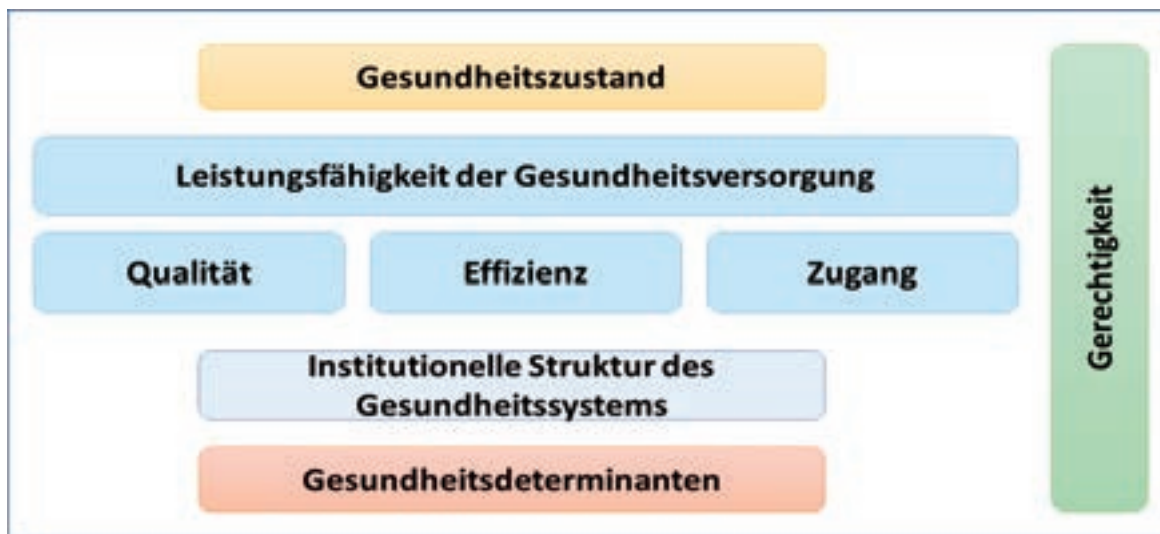 Gesundheitszustand
Leistungsfähigkeit der Gesundheitsversorgung
Qualität
Effizienz
Zugang
Institutionelle Struktur des
Gesundheitssystems
Gesundheitsdeterminanten
Gerechtigkeit